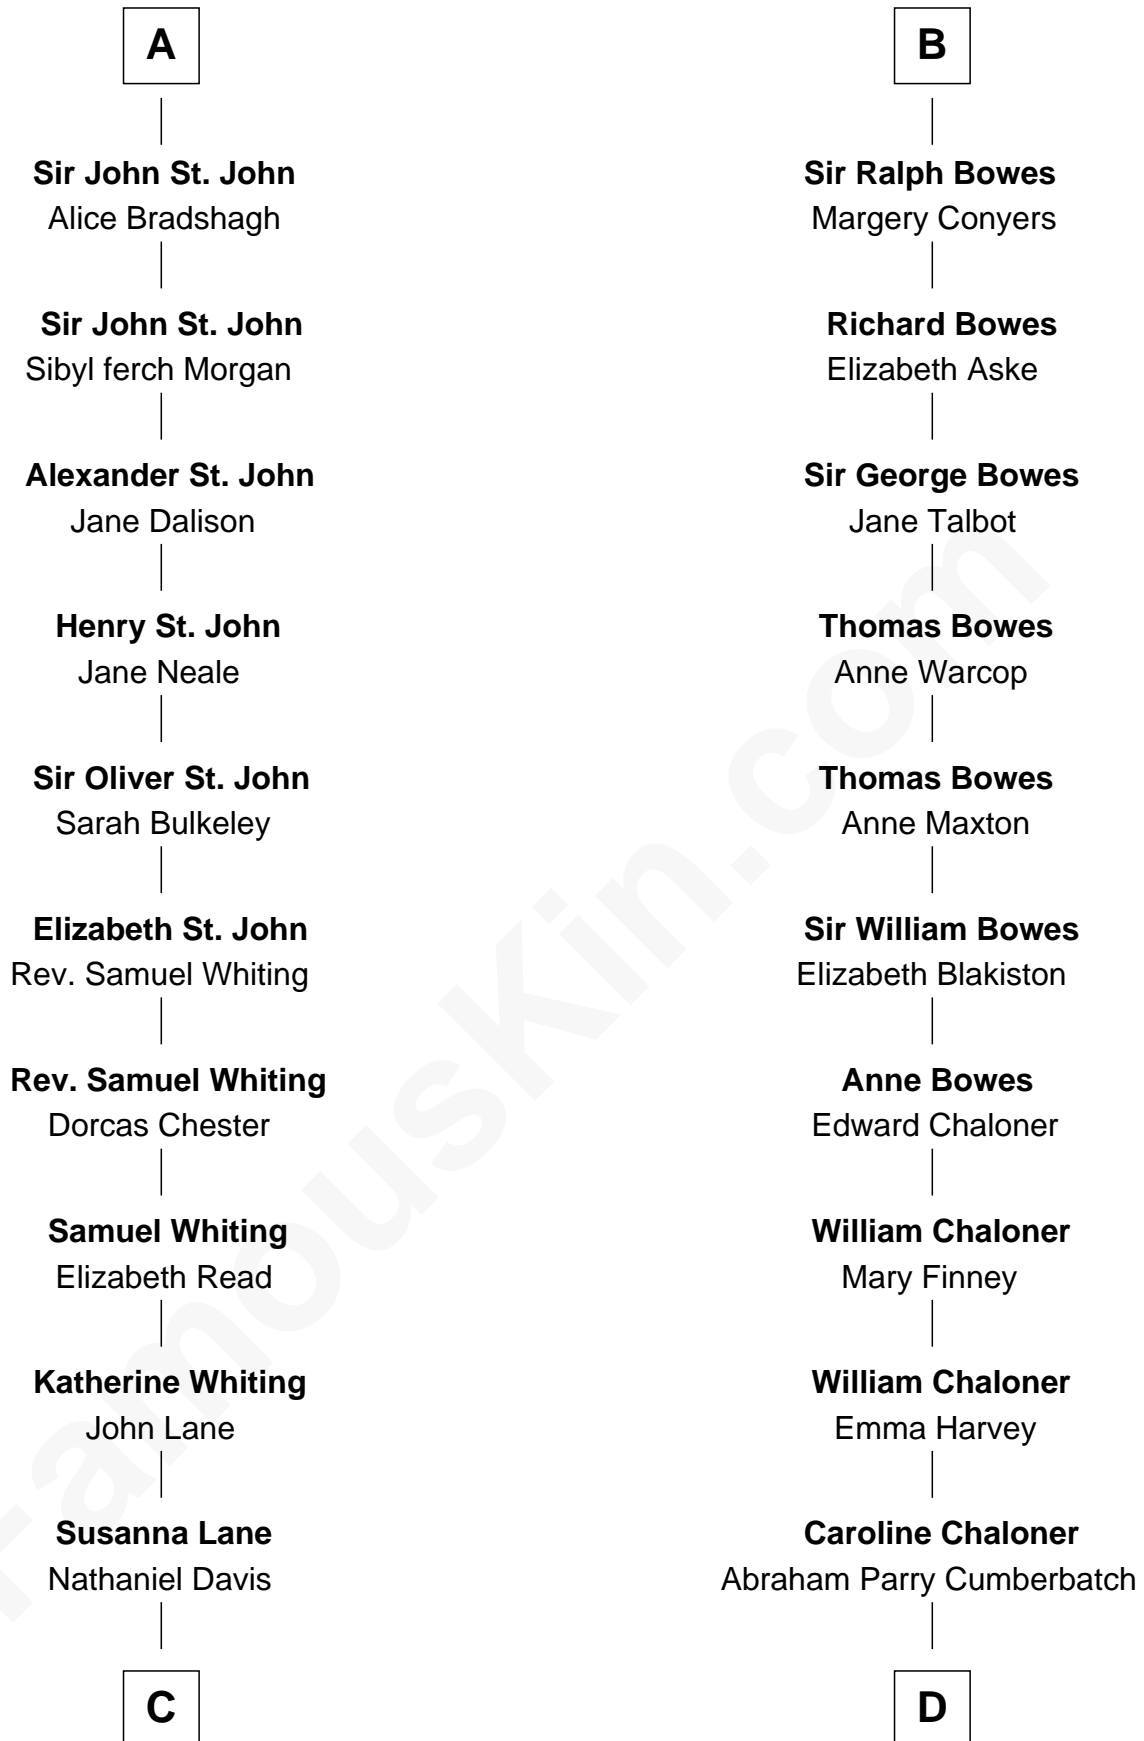 A
Sir John St. John
Alice Bradshagh
Sir John St. John
Sibyl ferch Morgan
Alexander St. John
Jane Dalison
Henry St. John
Jane Neale
Sir Oliver St. John
Sarah Bulkeley
Elizabeth St. John
Rev. Samuel Whiting
Rev. Samuel Whiting
Dorcas Chester
Samuel Whiting
Elizabeth Read
Katherine Whiting
John Lane
Susanna Lane
Nathaniel Davis
C
B
Sir Ralph Bowes
Margery Conyers
Richard Bowes
Elizabeth Aske
Sir George Bowes
Jane Talbot
Thomas Bowes
Anne Warcop
Thomas Bowes
Anne Maxton
Sir William Bowes
Elizabeth Blakiston
Anne Bowes
Edward Chaloner
William Chaloner
Mary Finney
William Chaloner
Emma Harvey
Caroline Chaloner
Abraham Parry Cumberbatch
D
FamousKin.com